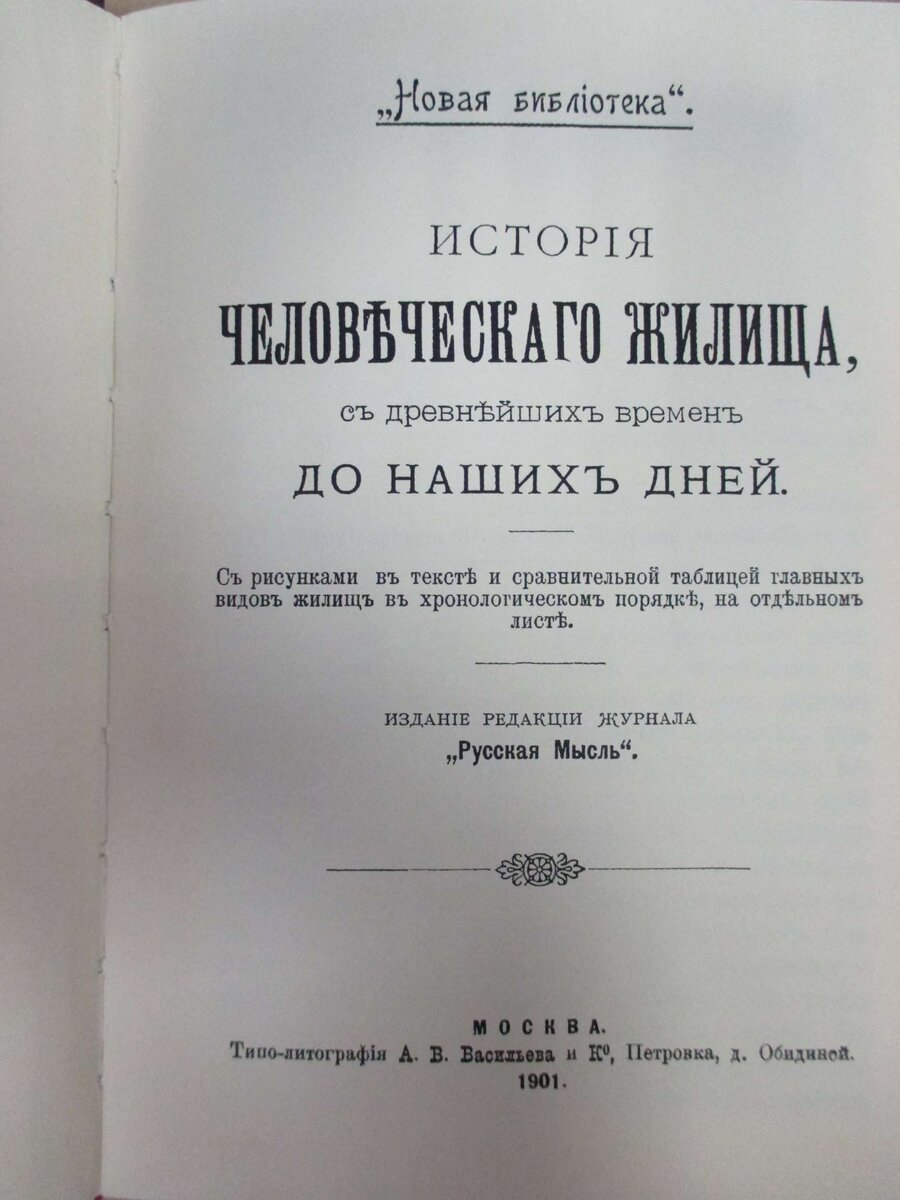 „Новая библіотека“.
ИСТОРІЯ
ЧЕЛОВѢЧЕСКАГО ЖИЛИЩА,
съ древнѣйшихъ временъ
ДО НАШИХЪ ДНЕЙ.
Съ рисунками въ текстѣ и сравнительной таблицей главныхъ
видовъ жилищъ въ хронологическомъ порядкѣ, на отдѣльномъ
листѣ.
ИЗДАНІЕ РЕДАКЦІИ ЖУРНАЛА
„Русская Мысль“.
МОСКВА.
Типо-литографія А. В. Васильева и Ко, Петровка, д. Обидиной.
1901.